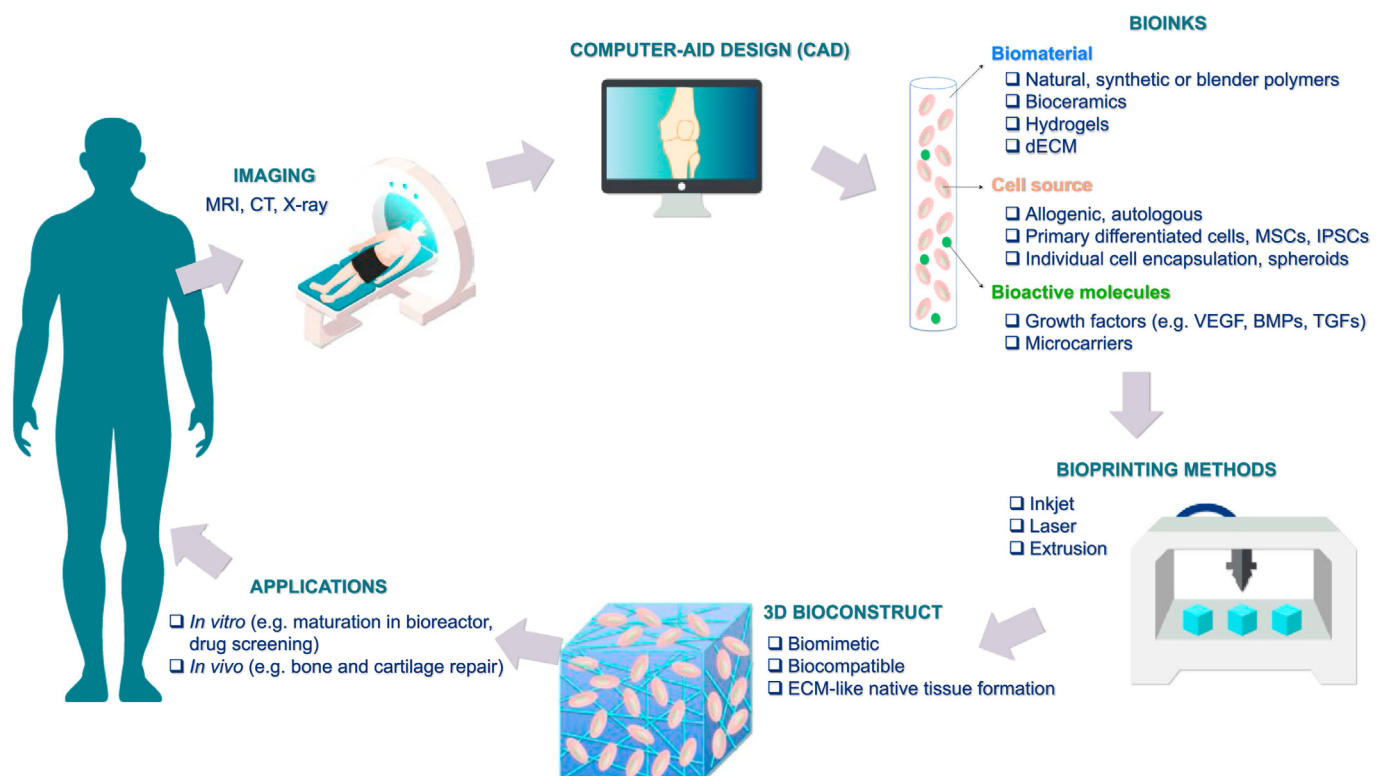 IMAGING
MRI, CT, X-ray
COMPUTER-AID DESIGN (CAD)
BIOINKS
Biomaterial
❑ Natural, synthetic or blender polymers
❑ Bioceramics
❑ Hydrogels
❑ dECM
Cell source
❑ Allogenic, autologous
❑ Primary differentiated cells, MSCs, IPSCs
❑ Individual cell encapsulation, spheroids
Bioactive molecules
❑ Growth factors (e.g. VEGF, BMPs, TGFs)
❑ Microcarriers
BIOPRINTING METHODS
❑ Inkjet
❑ Laser
❑ Extrusion
3D BIOCONSTRUCT
❑ Biomimetic
❑ Biocompatible
❑ ECM-like native tissue formation
APPLICATIONS
❑ In vitro (e.g. maturation in bioreactor,
drug screening)
❑ In vivo (e.g. bone and cartilage repair)